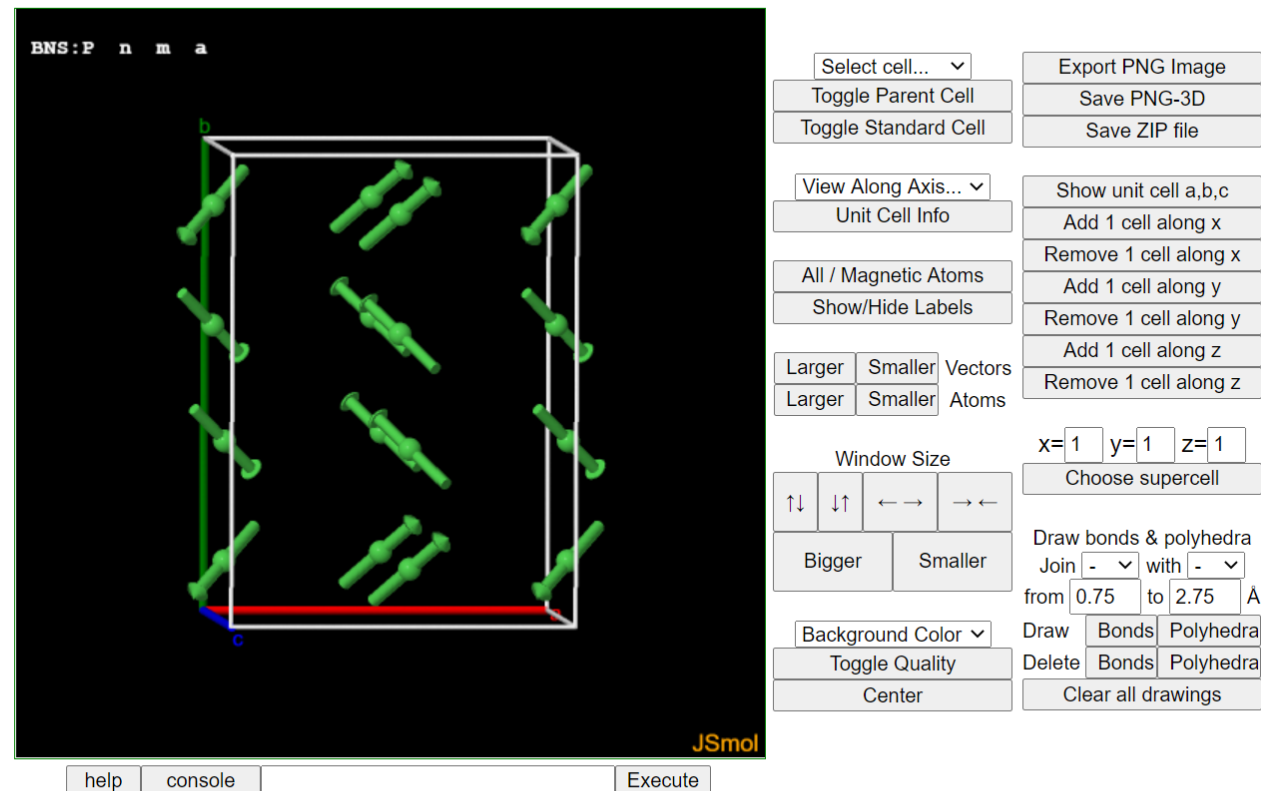 BNS:P n m a
b
a
c
JSmol
help console Execute
Select cell...
Toggle Parent Cell
Toggle Standard Cell
View Along Axis...
Unit Cell Info
All / Magnetic Atoms
Show/Hide Labels
Larger Smaller Vectors
Larger Smaller Atoms
Window Size
↑↓ ↓↑ ←→ →←
Bigger Smaller
Background Color
Toggle Quality
Center
Export PNG Image
Save PNG-3D
Save ZIP file
Show unit cell a,b,c
Add 1 cell along x
Remove 1 cell along x
Add 1 cell along y
Remove 1 cell along y
Add 1 cell along z
Remove 1 cell along z
x= 1 y= 1 z= 1
Choose supercell
Draw bonds & polyhedra
Join - with -
from 0.75 to 2.75 Å
Draw Bonds Polyhedra
Delete Bonds Polyhedra
Clear all drawings